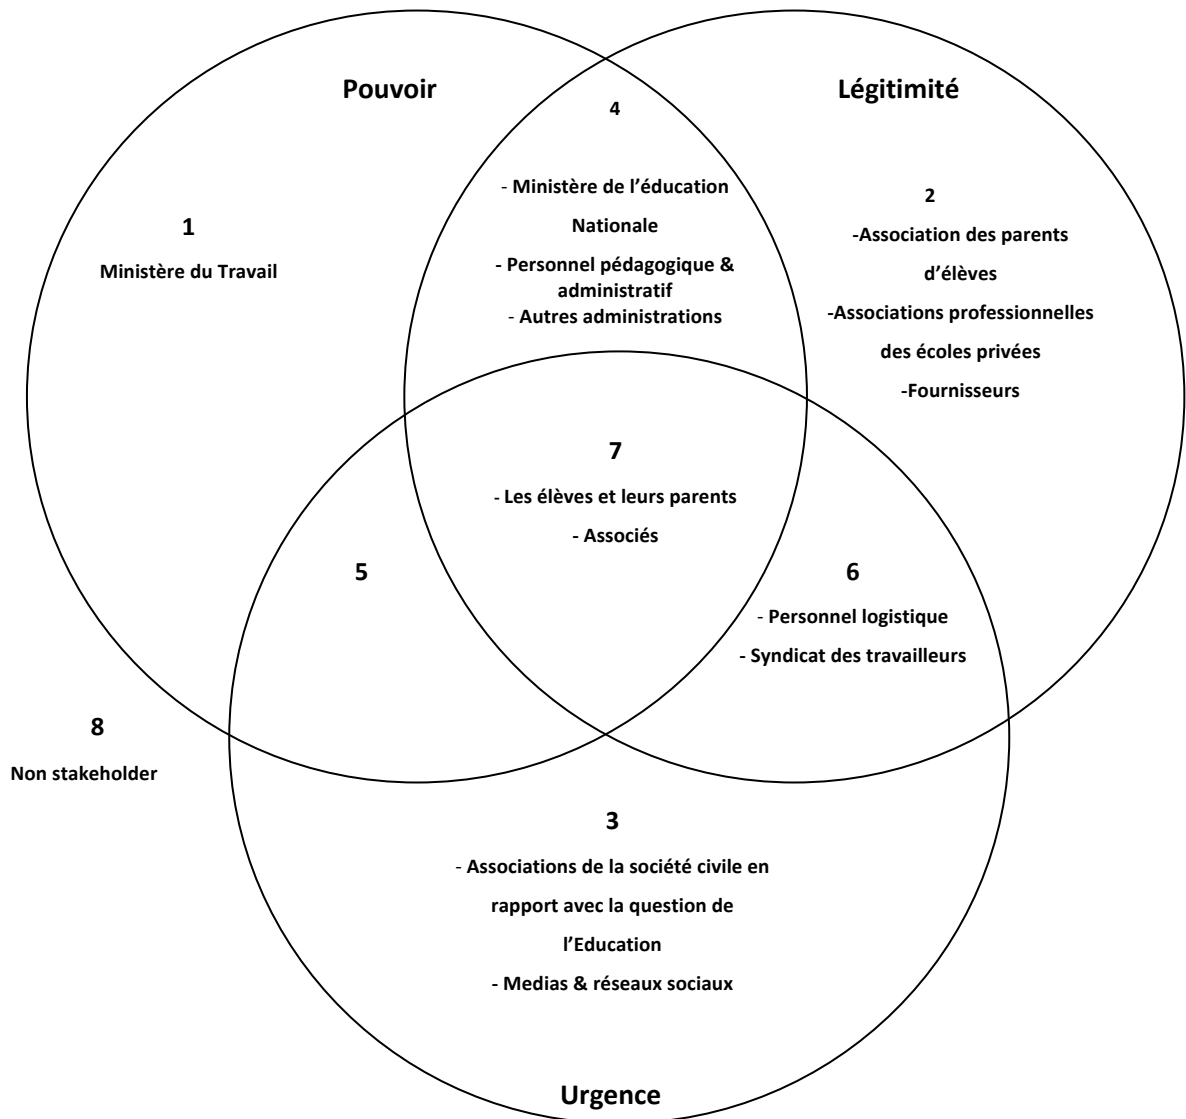 Pouvoir
Légitimité
4
- Ministère de l’éducation
Nationale
- Personnel pédagogique &
administratif
- Autres administrations
1
Ministère du Travail
2
-Association des parents
d’élèves
-Associations professionnelles
des écoles privées
-Fournisseurs
7
- Les élèves et leurs parents
- Associés
5
6
- Personnel logistique
- Syndicat des travailleurs
8
Non stakeholder
3
- Associations de la société civile en
rapport avec la question de
l’Education
- Medias & réseaux sociaux
Urgence